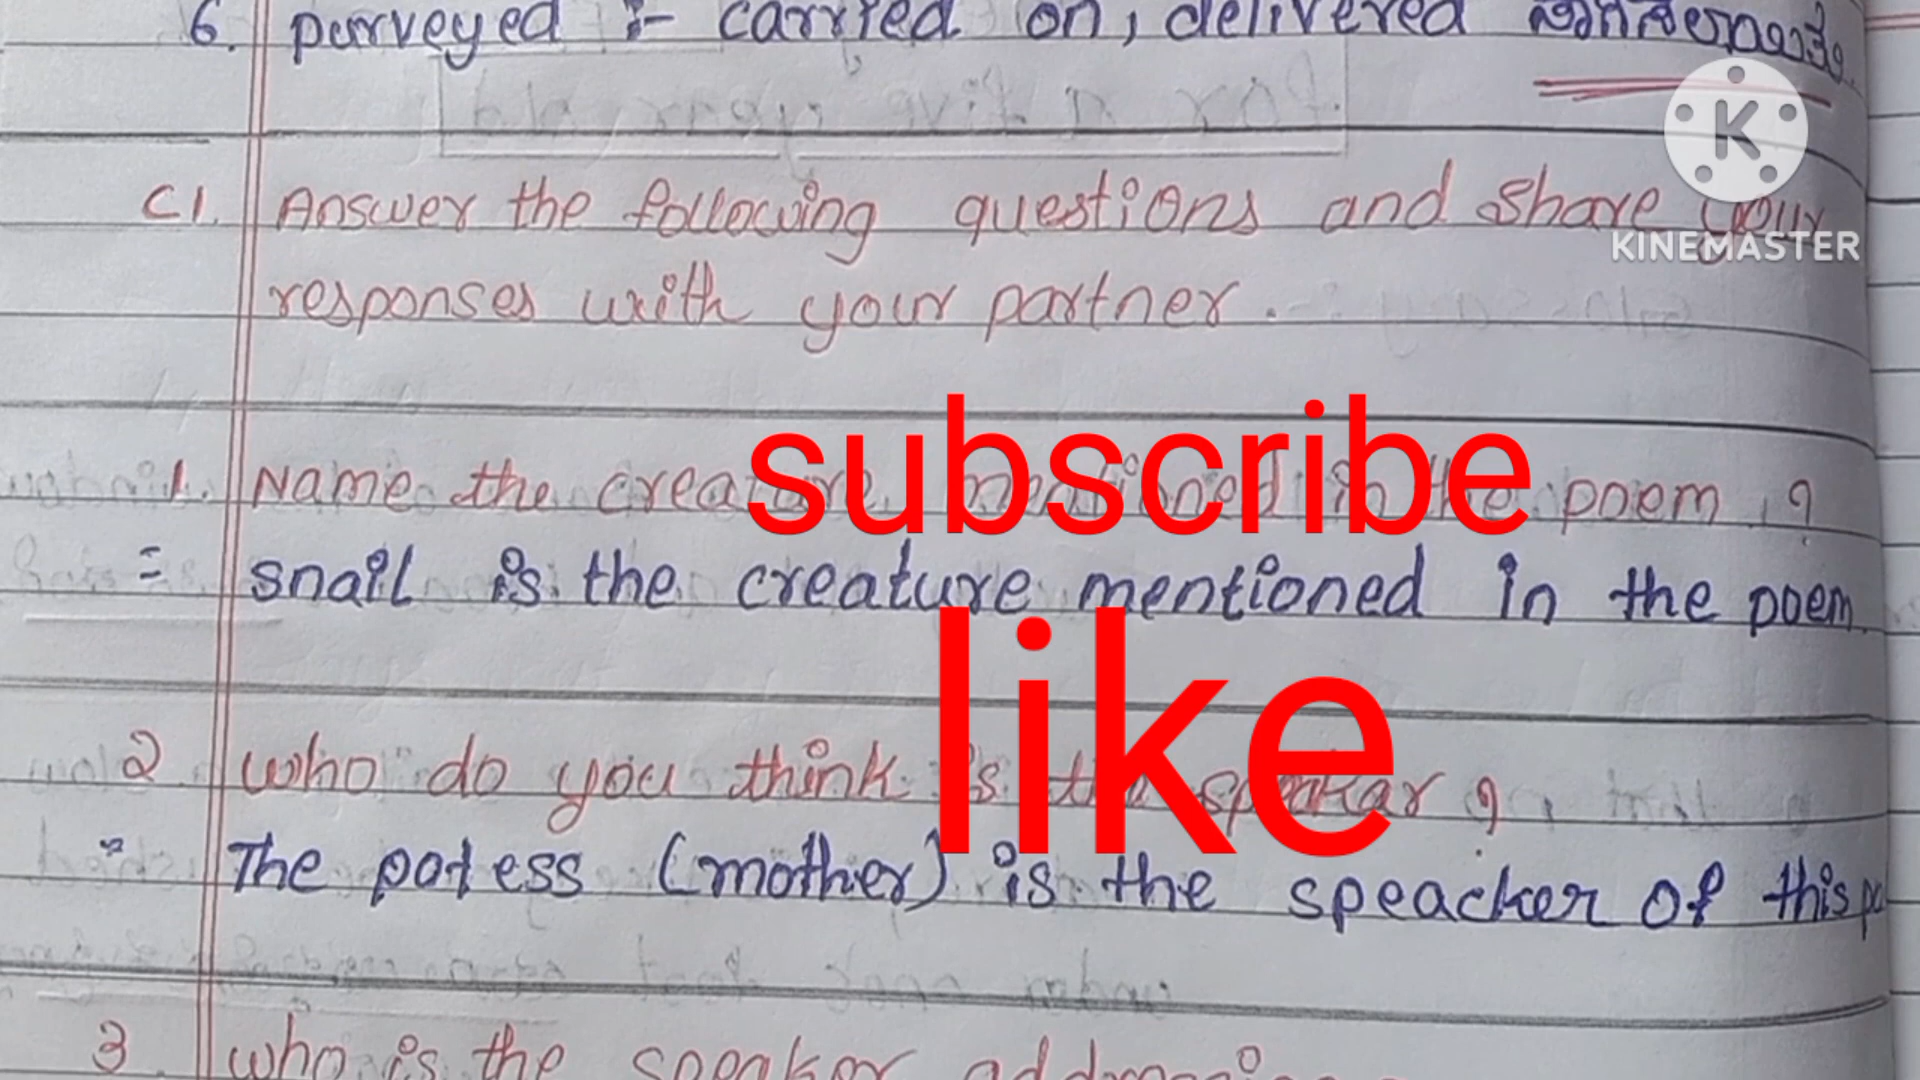 6. purveyed :- carried on, delivered
C1. Answer the following questions and share your
responses with your partner.
KINEMASTER
subscribe
1. Name the creature mentioned in the poem ?
= snail is the creature mentioned in the poem.
like
2 who do you think is the speakar ?
= The potess (mother) is the speacker of this
3 who is the speaker